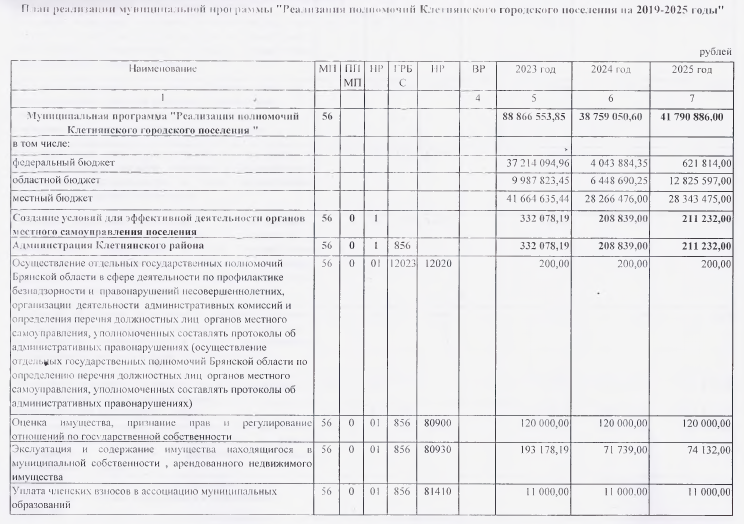 План реализации муниципальной программы "Реализация полномочий Клетнянского городского поселения на 2019-2025 годы"
рублей
Наименование МП ПП МП НР ГРБ С НР ВР 2023 год 2024 год 2025 год
1 4 5 6 7
Муниципальная программа "Реализация полномочий 56 88 866 553,85 38 759 050,60 41 790 886,00
Клетнянского городского поселения "
в том числе:
федеральный бюджет 37 214 094,96 4 043 884,35 621 814,00
областной бюджет 9 987 823,45 6 448 690,25 12 825 597,00
местный бюджет 41 664 635,44 28 266 476,00 28 343 475,00
Создание условий для эффективной деятельности органов 56 0 1 332 078,19 208 839,00 211 232,00
местного самоуправления поселения
Администрация Клетнянского района 56 0 1 856 332 078,19 208 839,00 211 232,00
Осуществление отдельных государственных полномочий 56 0 01 12023 12020 200,00 200,00 200,00
Брянской области в сфере деятельности по профилактике
безнадзорности и правонарушений несовершеннолетних,
организации деятельности административных комиссий и
определения перечня должностных лиц органов местного
самоуправления, уполномоченных составлять протоколы об
административных правонарушениях (осуществление
отдельных государственных полномочий Брянской области по
определению перечня должностных лиц органов местного
самоуправления, уполномоченных составлять протоколы об
административных правонарушениях)
Оценка имущества, признание прав и регулирование 56 0 01 856 80900 120 000,00 120 000,00 120 000,00
отношений по государственной собственности
Экслуатация и содержание имущества находящигося в 56 0 01 856 80930 193 178,19 71 739,00 74 132,00
муниципальной собственности , арендованного недвижимого
имущества
Уплата членских взносов в ассоциацию муниципальных 56 0 01 856 81410 11 000,00 11 000.00 11 000,00
образований